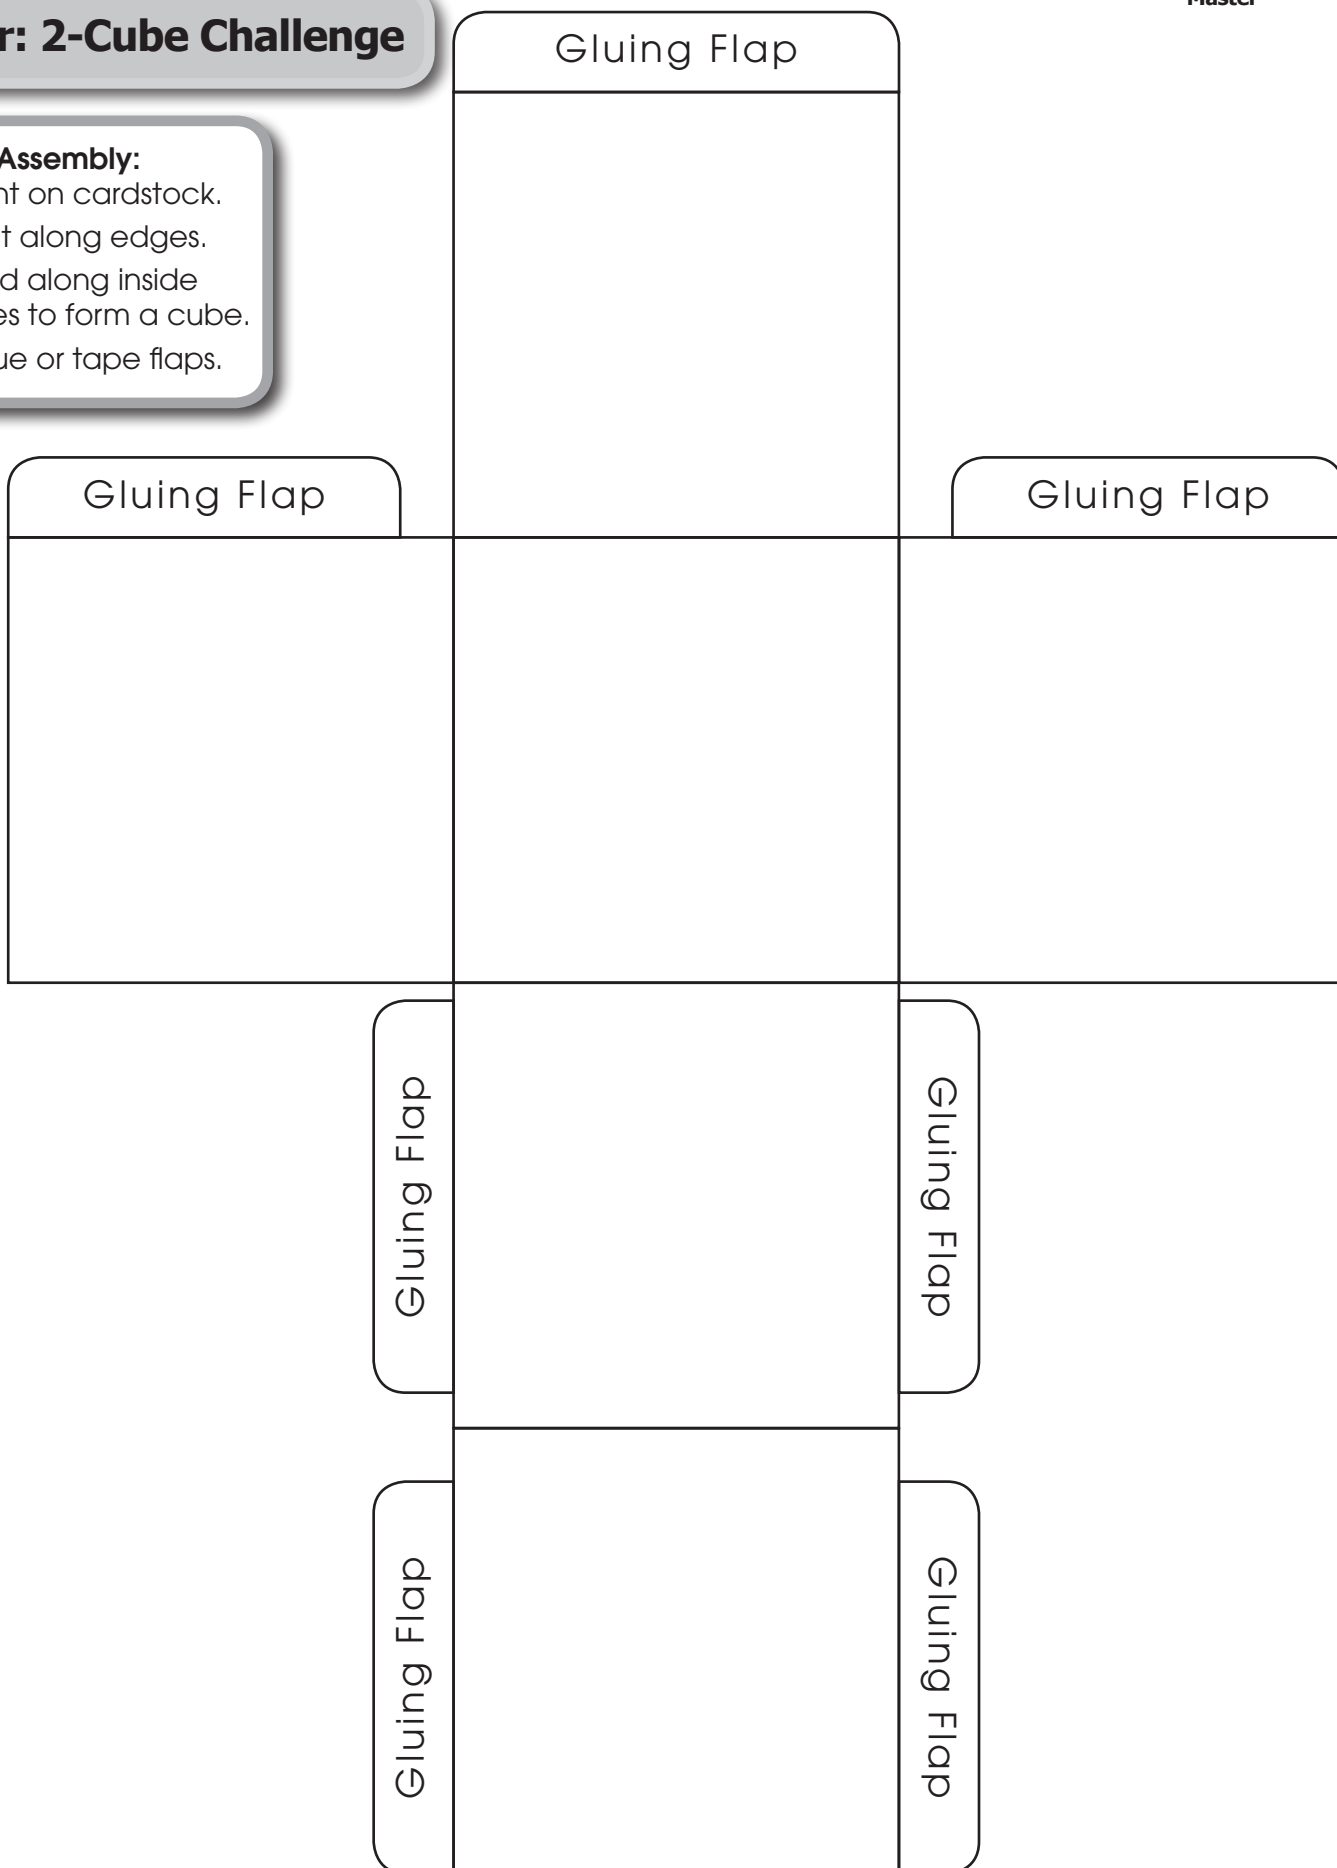 Master
r: 2-Cube Challenge
Gluing Flap
Assembly:
nt on cardstock.
t along edges.
d along inside
es to form a cube.
ue or tape flaps.
Gluing Flap
Gluing Flap
Gluing Flap
Gluing Flap
Gluing Flap
Gluing Flap